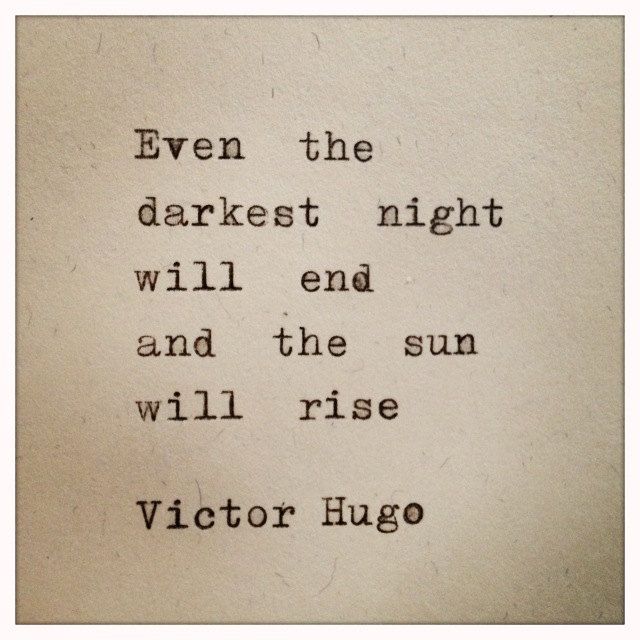 Even the
darkest night
will end
and the sun
will rise
Victor Hugo